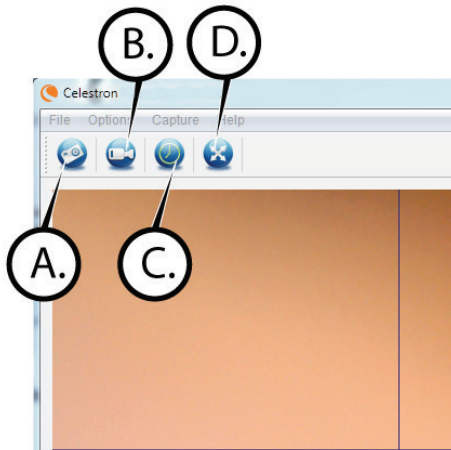 B. D.
Celestron
File Options Capture Help
A. C.